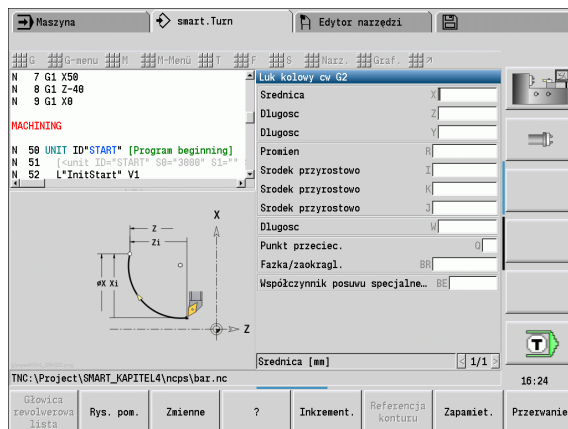 Maszyna
smart.Turn
Edytor narzędzi
G G-menu M M-Menü T F S Narz. Graf.
N 7 G1 X50
N 8 G1 Z-40
N 9 G1 X0
MACHINING
N 50 UNIT ID"START" [Program beginning]
N 51 [<unit ID="START" S0="3000" S1=""
N 52 L"InitStart" V1
Luk kolowy cw G2
Srednica X
Dlugosc Z
Dlugosc Y
Promien R
Srodek przyrostowo I
Srodek przyrostowo K
Srodek przyrostowo J
Dlugosc W
Punkt przeciec. Q
Fazka/zaokragl. BR
Współczynnik posuwu specjalne… BE
X
Z
Zi
øX Xi
Z
T
Srednica [mm] < 1/1 >
TNC:\Project\SMART_KAPITEL4\ncps\bar.nc
16:24
Głowica rewolwerowa lista
Rys. pom.
Zmienne
?
Inkrement.
Referencja konturu
Zapamiet.
Przerwanie